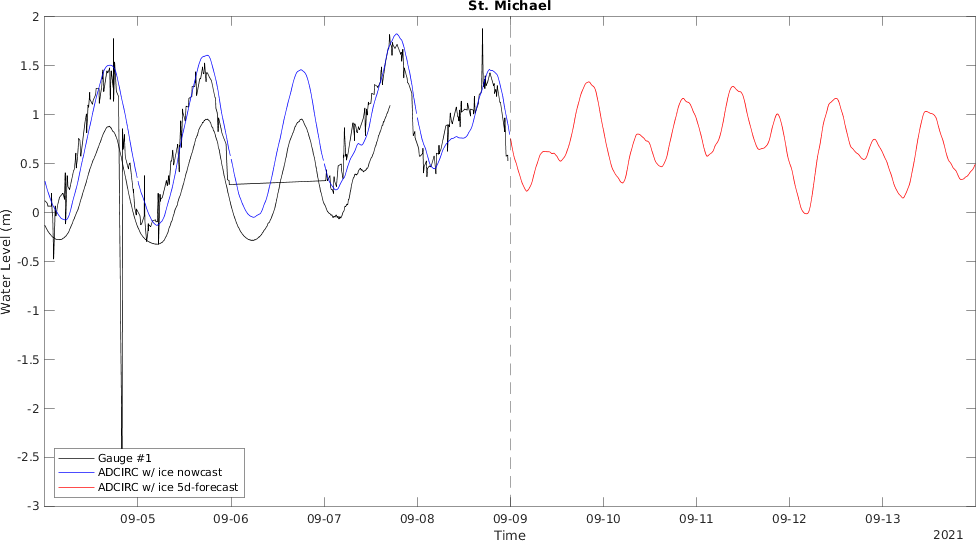 St. Michael
2
1.5
1
0.5
0
-0.5
-1
-1.5
-2
-2.5
-3
Water Level (m)
Gauge #1
ADCIRC w/ ice nowcast
ADCIRC w/ ice 5d-forecast
09-05 09-06 09-07 09-08 09-09 09-10 09-11 09-12 09-13
Time
2021